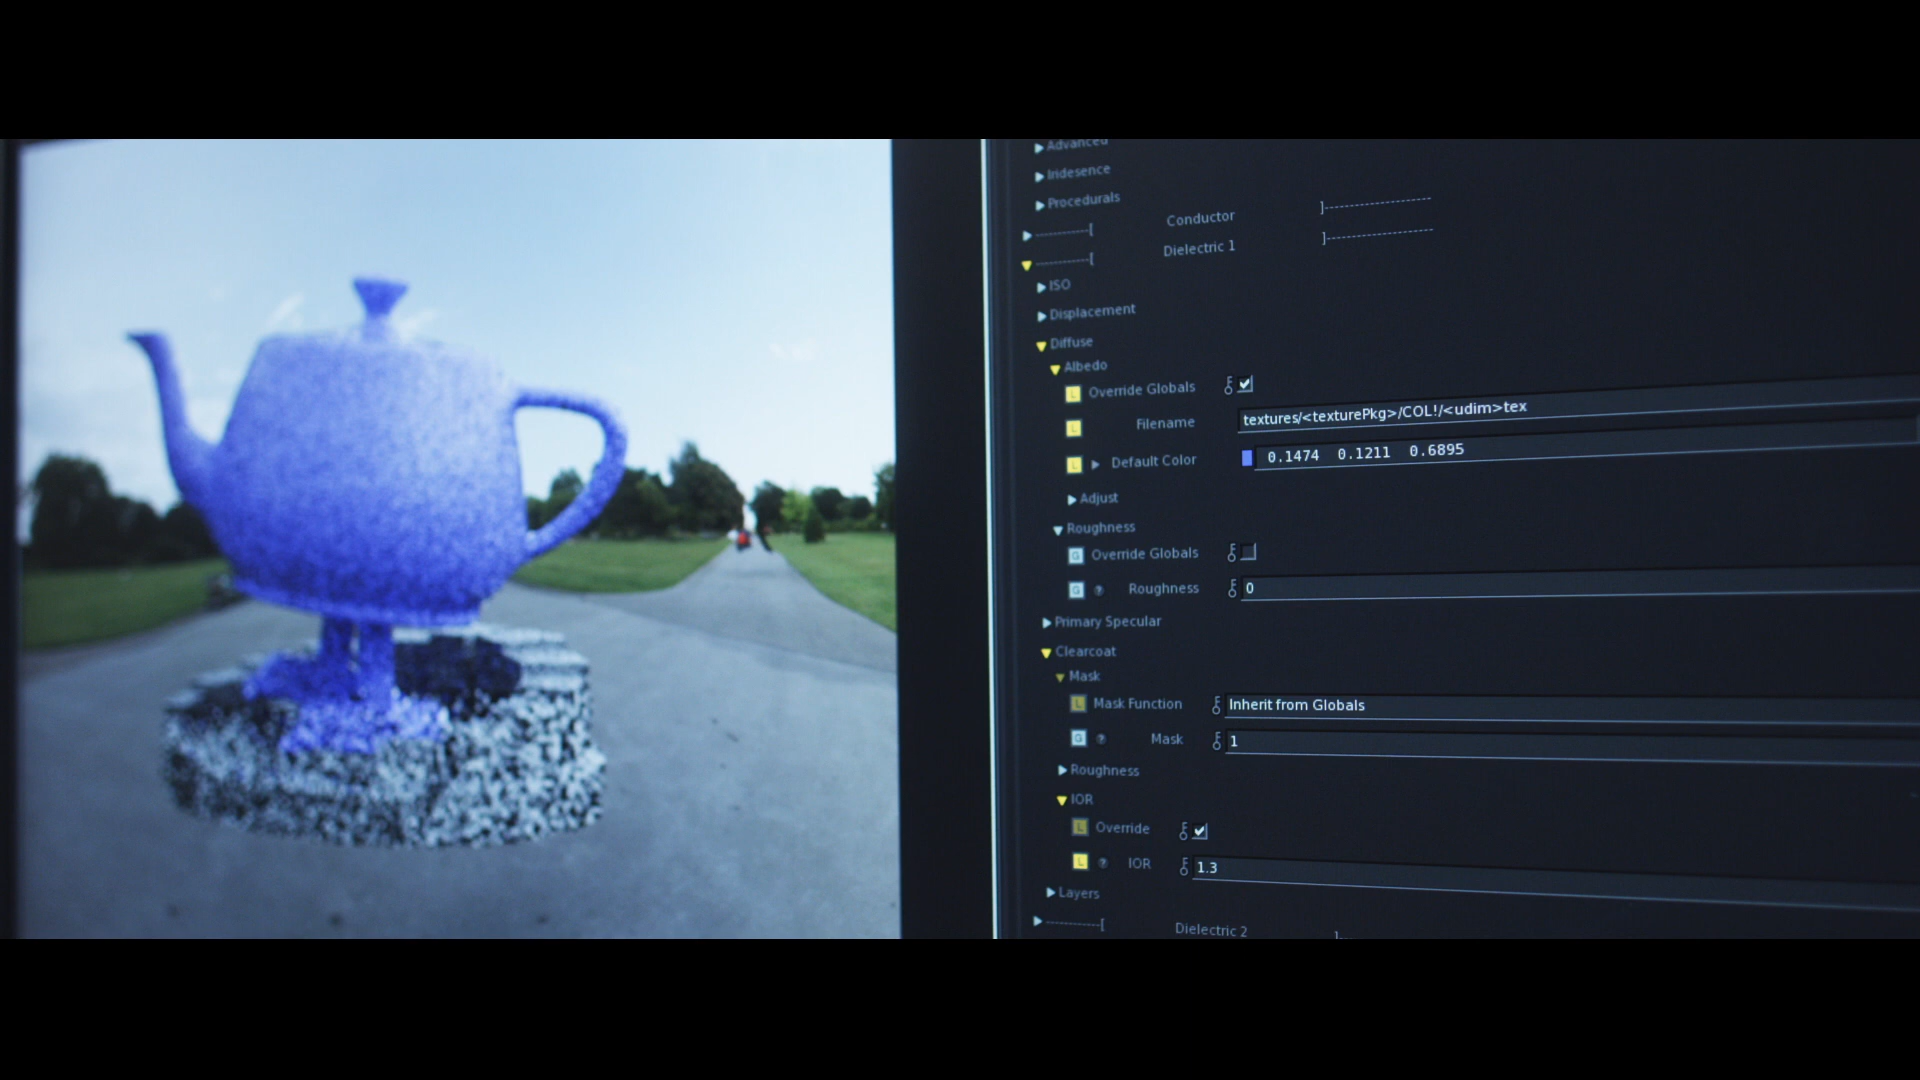 Advanced
Iridesence
Procedurals
-----------[ Conductor ]----------------------
-----------[ Dielectric 1 ]----------------------
ISO
Displacement
Diffuse
Albedo
L Override Globals
L Filename textures/<texturePkg>/COL!/<udim>tex
L Default Color 0.1474 0.1211 0.6895
Adjust
Roughness
G Override Globals
G ? Roughness 0
Primary Specular
Clearcoat
Mask
L Mask Function Inherit from Globals
G ? Mask 1
Roughness
IOR
L Override
L ? IOR 1.3
Layers
-----------[ Dielectric 2 ]--